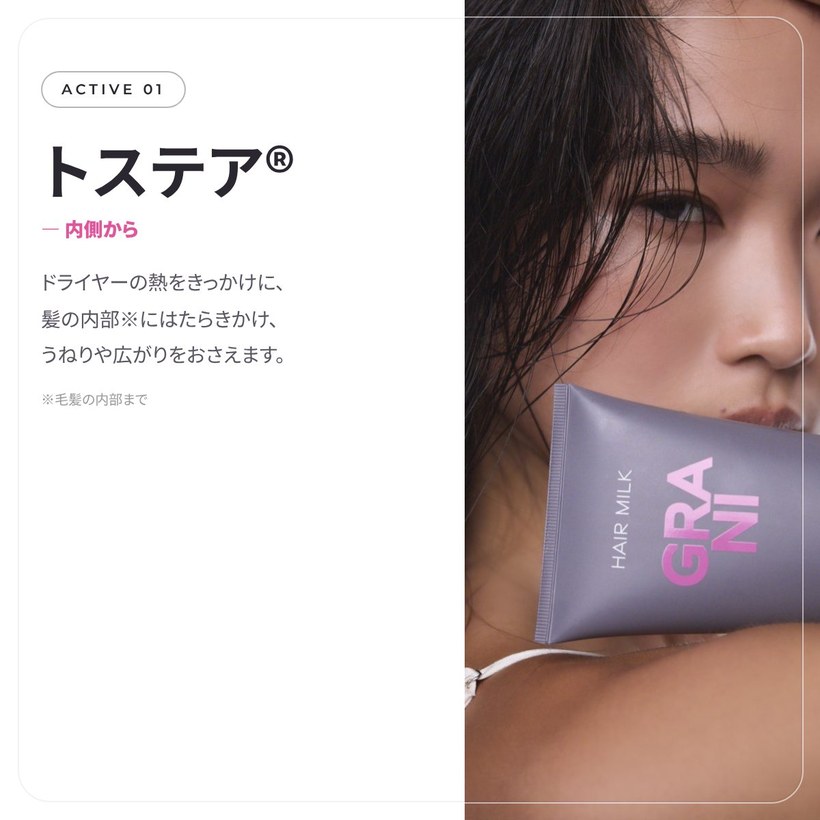 ACTIVE 01
トステア®
— 内側から
ドライヤーの熱をきっかけに、
髪の内部※にはたらきかけ、
うねりや広がりをおさえます。
※毛髪の内部まで
HAIR MILK
GRA
NI